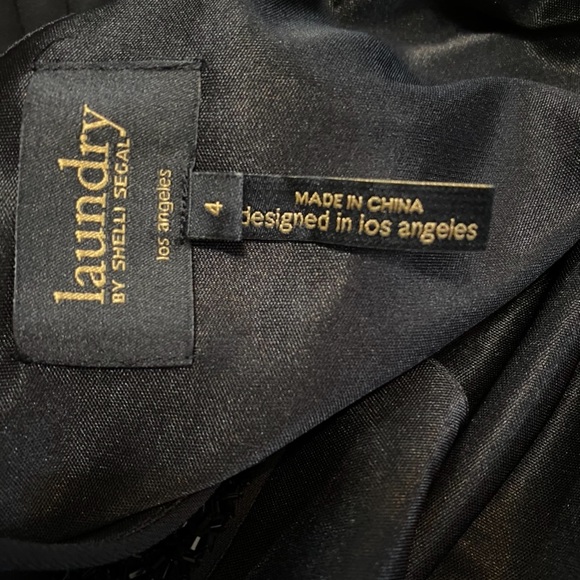 laundry
BY SHELLI SEGAL
los angeles
4
MADE IN CHINA
designed in los angeles